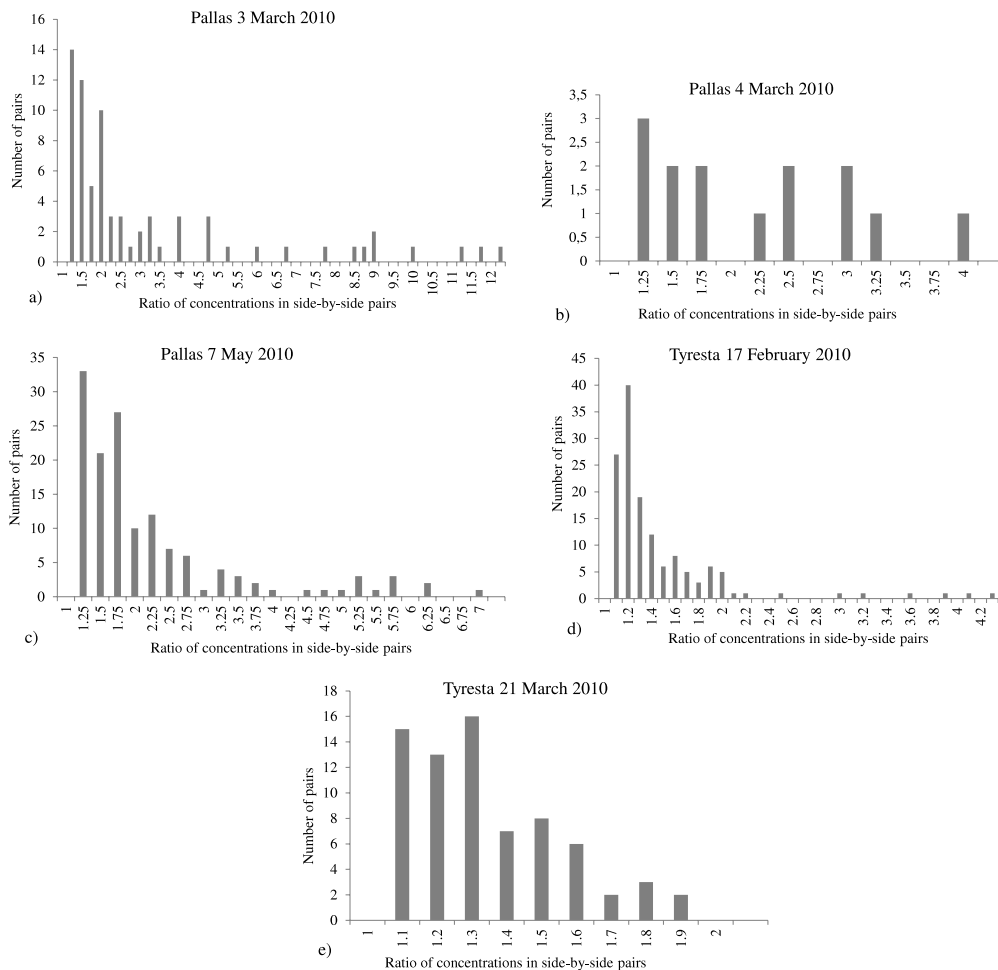 Pallas 3 March 2010
Number of pairs
16
14
12
10
8
6
4
2
0
1 1.5 2 2.5 3 3.5 4 4.5 5 5.5 6 6.5 7 7.5 8 8.5 9 9.5 10 10.5 11 11.5 12
Ratio of concentrations in side-by-side pairs
a)
Pallas 4 March 2010
Number of pairs
3,5
3
2,5
2
1,5
1
0,5
0
1 1.25 1.5 1.75 2 2.25 2.5 2.75 3 3.25 3.5 3.75 4
Ratio of concentrations in side-by-side pairs
b)
Pallas 7 May 2010
Number of pairs
35
30
25
20
15
10
5
0
1 1.25 1.5 1.75 2 2.25 2.5 2.75 3 3.25 3.5 3.75 4 4.25 4.5 4.75 5 5.25 5.5 5.75 6 6.25 6.5 6.75 7
Ratio of concentrations in side-by-side pairs
c)
Tyresta 17 February 2010
Number of pairs
45
40
35
30
25
20
15
10
5
0
1 1.2 1.4 1.6 1.8 2 2.2 2.4 2.6 2.8 3 3.2 3.4 3.6 3.8 4 4.2
Ratio of concentrations in side-by-side pairs
d)
Tyresta 21 March 2010
Number of pairs
18
16
14
12
10
8
6
4
2
0
1 1.1 1.2 1.3 1.4 1.5 1.6 1.7 1.8 1.9 2
Ratio of concentrations in side-by-side pairs
e)